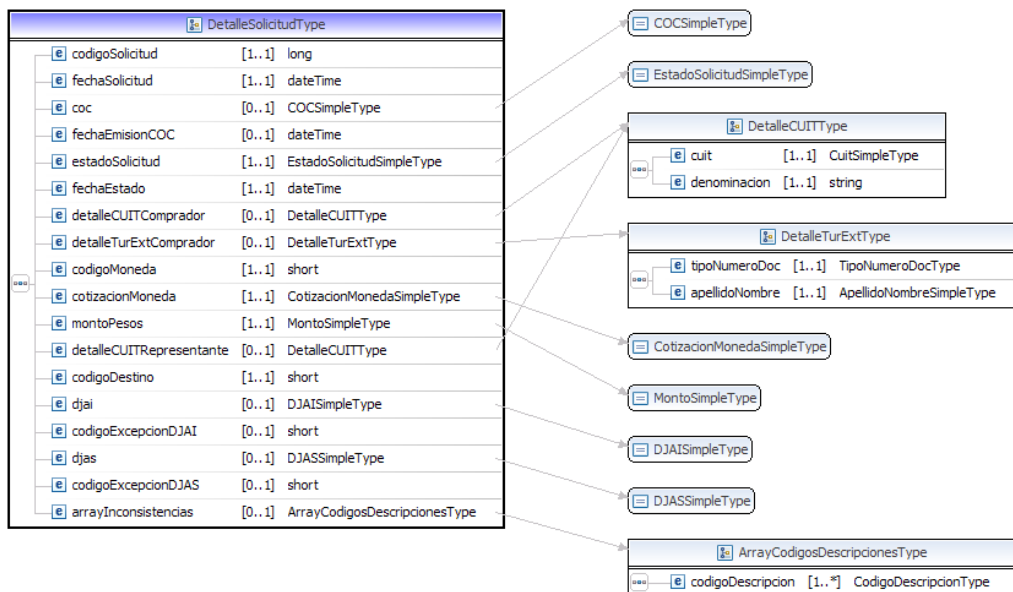 DetalleSolicitudType
codigoSolicitud [1..1] long
fechaSolicitud [1..1] dateTime
coc [0..1] COCSimpleType
fechaEmisionCOC [0..1] dateTime
estadoSolicitud [1..1] EstadoSolicitudSimpleType
fechaEstado [1..1] dateTime
detalleCUITComprador [0..1] DetalleCUITType
detalleTurExtComprador [0..1] DetalleTurExtType
codigoMoneda [1..1] short
cotizacionMoneda [1..1] CotizacionMonedaSimpleType
montoPesos [1..1] MontoSimpleType
detalleCUITRepresentante [0..1] DetalleCUITType
codigoDestino [1..1] short
djai [0..1] DJAISimpleType
codigoExcepcionDJAI [0..1] short
djas [0..1] DJASSimpleType
codigoExcepcionDJAS [0..1] short
arrayInconsistencias [0..1] ArrayCodigosDescripcionesType
COCSimpleType
EstadoSolicitudSimpleType
DetalleCUITType
cuit [1..1] CuitSimpleType
denominacion [1..1] string
DetalleTurExtType
tipoNumeroDoc [1..1] TipoNumeroDocType
apellidoNombre [1..1] ApellidoNombreSimpleType
CotizacionMonedaSimpleType
MontoSimpleType
DJAISimpleType
DJASSimpleType
ArrayCodigosDescripcionesType
codigoDescripcion [1..*] CodigoDescripcionType